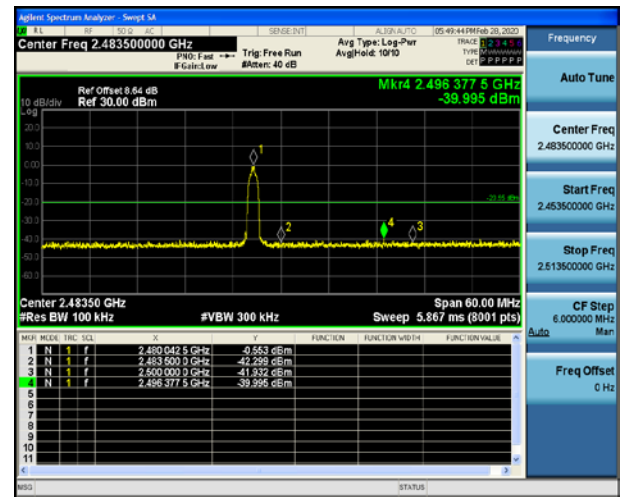 Agilent Spectrum Analyzer - Swept SA
RL RF 50 Ω AC SENSE:INT ALIGN AUTO 05:49:44 PM Feb 28, 2020
Center Freq 2.483500000 GHz
PNO: Fast
IFGain:Low
Trig: Free Run
#Atten: 40 dB
Avg Type: Log-Pwr
Avg|Hold: 10/10
TRACE 1 2 3 4 5 6
TYPE
DET P P P P P P
Mkr4 2.496 377 5 GHz
-39.995 dBm
Ref Offset 8.64 dB
Ref 30.00 dBm
10 dB/div
Log
20.0
10.0
0.00
-10.0
-20.0
-30.0
-40.0
-50.0
-60.0
1
2
4
3
-20.55 dBm
Center 2.48350 GHz Span 60.00 MHz
#Res BW 100 kHz #VBW 300 kHz Sweep 5.867 ms (8001 pts)
MKR MODE TRC SCL X Y FUNCTION FUNCTION WIDTH FUNCTION VALUE
1 N 1 f 2.480 042 5 GHz -0.553 dBm
2 N 1 f 2.483 500 0 GHz -42.299 dBm
3 N 1 f 2.500 000 0 GHz -41.932 dBm
4 N 1 f 2.496 377 5 GHz -39.995 dBm
5
6
7
8
9
10
11
MSG STATUS
Frequency
Auto Tune
Center Freq
2.483500000 GHz
Start Freq
2.453500000 GHz
Stop Freq
2.513500000 GHz
CF Step
6.000000 MHz
Auto Man
Freq Offset
0 Hz